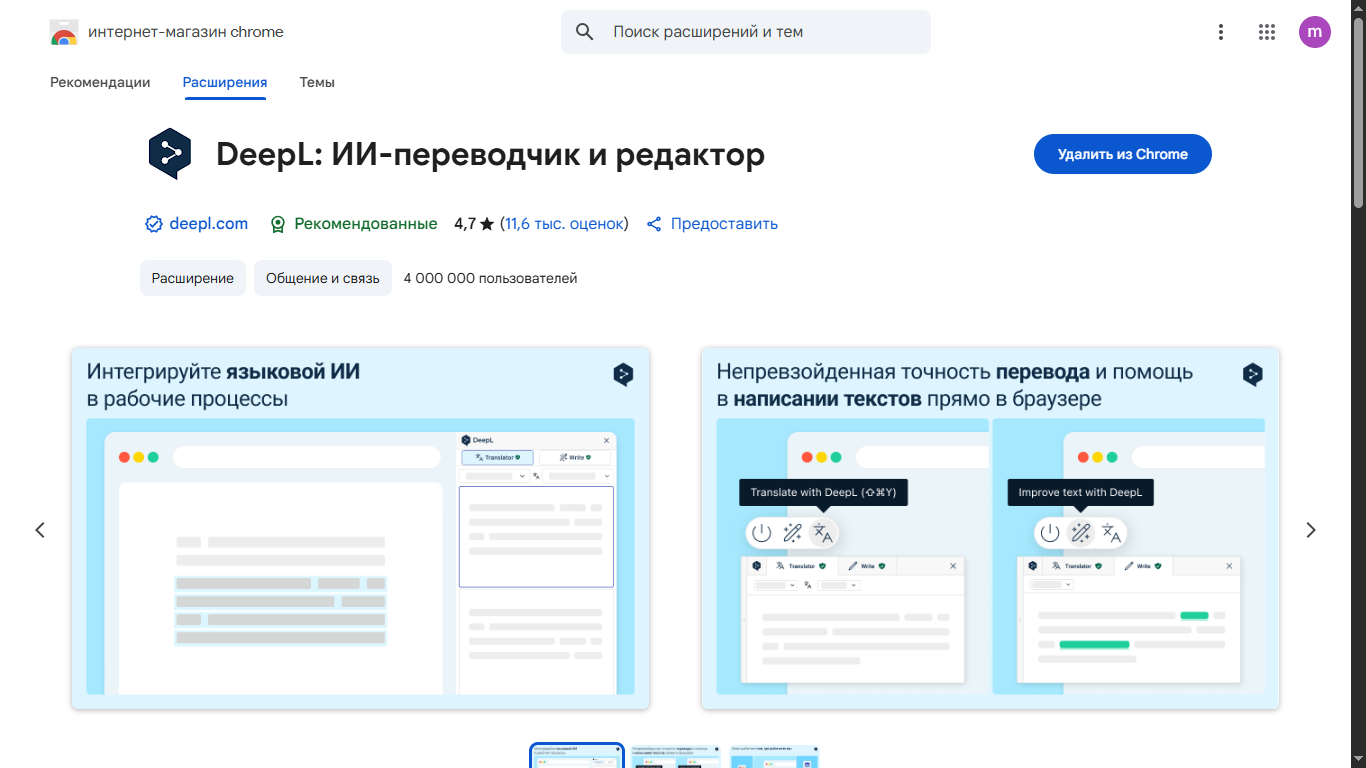 интернет-магазин chrome
Поиск расширений и тем
m
Рекомендации
Расширения
Темы
DeepL: ИИ-переводчик и редактор
Удалить из Chrome
deepl.com
Рекомендованные
4,7 ★ (11,6 тыс. оценок)
Предоставить
Расширение
Общение и связь
4 000 000 пользователей
Интегрируйте языковой ИИ
в рабочие процессы
DeepL
Translator
Write
Непревзойденная точность перевода и помощь
в написании текстов прямо в браузере
Translate with DeepL (⇧⌘Y)
Translator
Write
Improve text with DeepL
Translator
Write